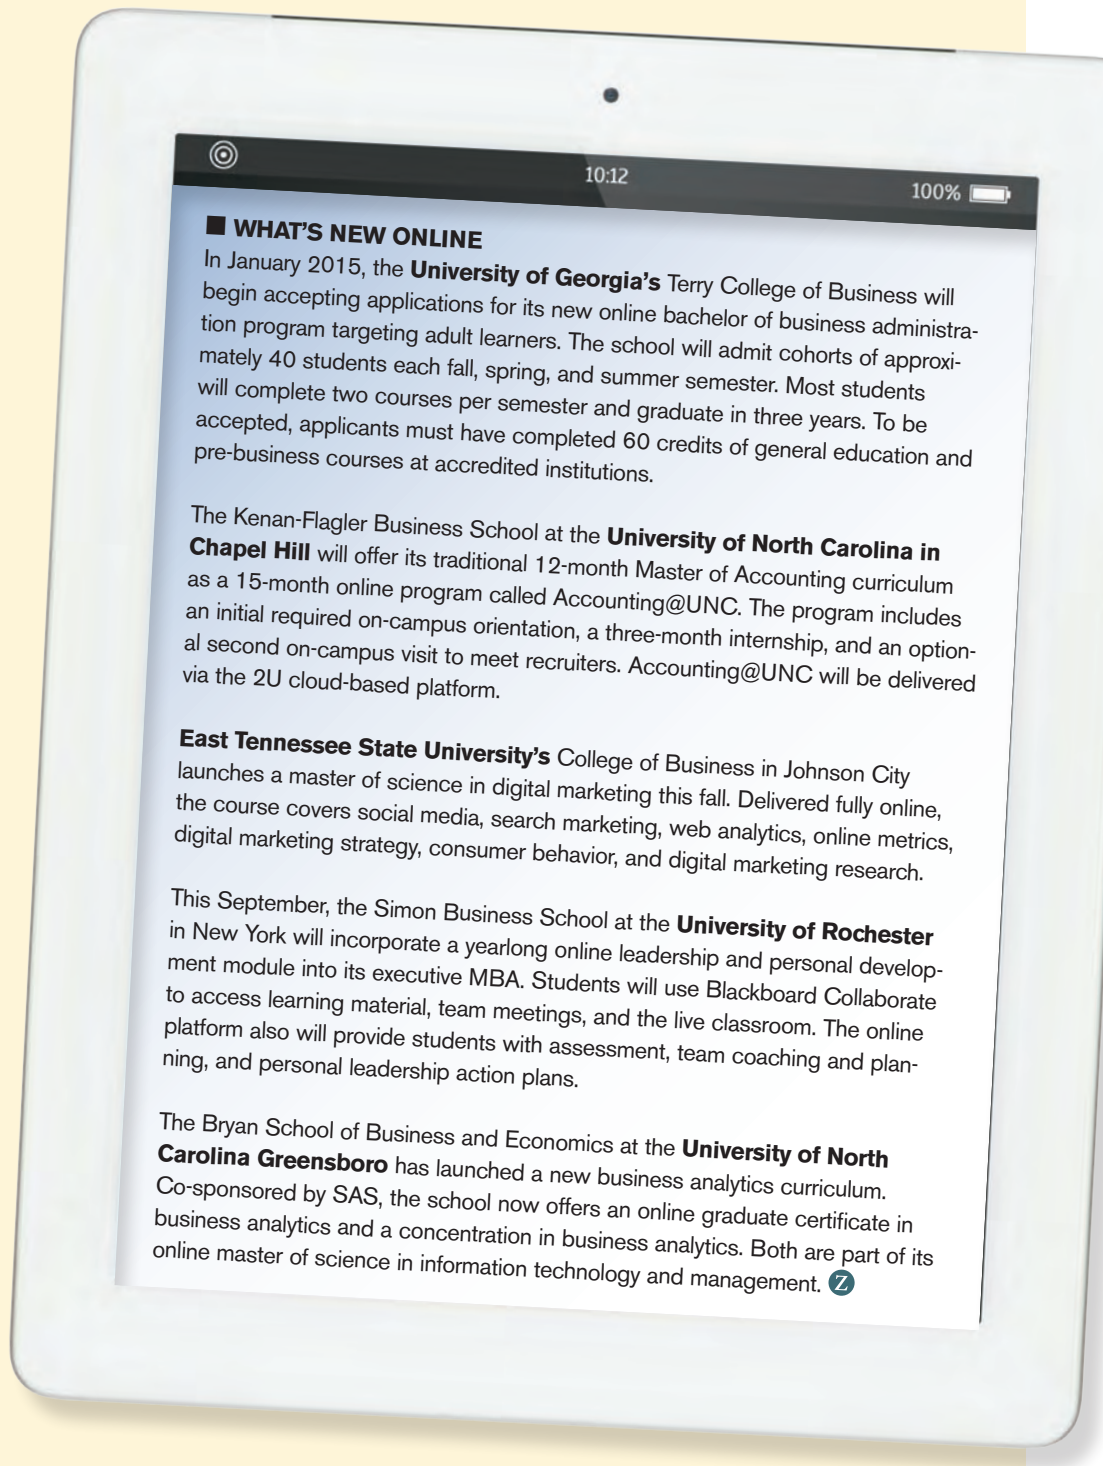 10:12
100%
■ WHAT'S NEW ONLINE
In January 2015, the University of Georgia's Terry College of Business will
begin accepting applications for its new online bachelor of business administra-
tion program targeting adult learners. The school will admit cohorts of approxi-
mately 40 students each fall, spring, and summer semester. Most students
will complete two courses per semester and graduate in three years. To be
accepted, applicants must have completed 60 credits of general education and
pre-business courses at accredited institutions.
The Kenan-Flagler Business School at the University of North Carolina in
Chapel Hill will offer its traditional 12-month Master of Accounting curriculum
as a 15-month online program called Accounting@UNC. The program includes
an initial required on-campus orientation, a three-month internship, and an option-
al second on-campus visit to meet recruiters. Accounting@UNC will be delivered
via the 2U cloud-based platform.
East Tennessee State University's College of Business in Johnson City
launches a master of science in digital marketing this fall. Delivered fully online,
the course covers social media, search marketing, web analytics, online metrics,
digital marketing strategy, consumer behavior, and digital marketing research.
This September, the Simon Business School at the University of Rochester
in New York will incorporate a yearlong online leadership and personal develop-
ment module into its executive MBA. Students will use Blackboard Collaborate
to access learning material, team meetings, and the live classroom. The online
platform also will provide students with assessment, team coaching and plan-
ning, and personal leadership action plans.
The Bryan School of Business and Economics at the University of North
Carolina Greensboro has launched a new business analytics curriculum.
Co-sponsored by SAS, the school now offers an online graduate certificate in
business analytics and a concentration in business analytics. Both are part of its
online master of science in information technology and management. Z